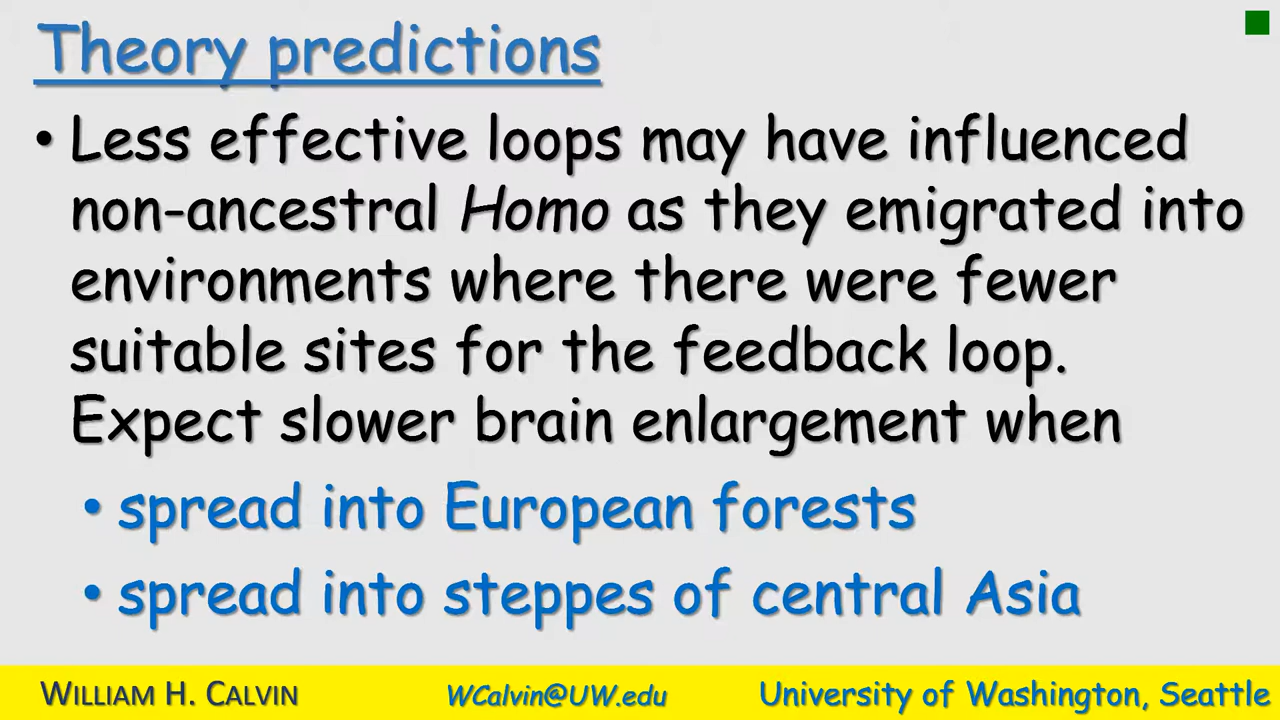 Theory predictions
• Less effective loops may have influenced
non-ancestral Homo as they emigrated into
environments where there were fewer
suitable sites for the feedback loop.
Expect slower brain enlargement when
• spread into European forests
• spread into steppes of central Asia
WILLIAM H. CALVIN WCalvin@UW.edu University of Washington, Seattle